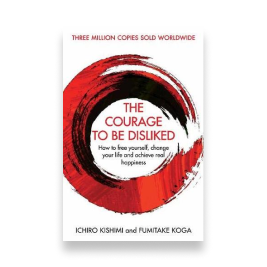 THREE MILLION COPIES SOLD WORLDWIDE
THE
COURAGE
TO BE DISLIKED
How to free yourself, change
your life and achieve real
happiness
ICHIRO KISHIMI and FUMITAKE KOGA